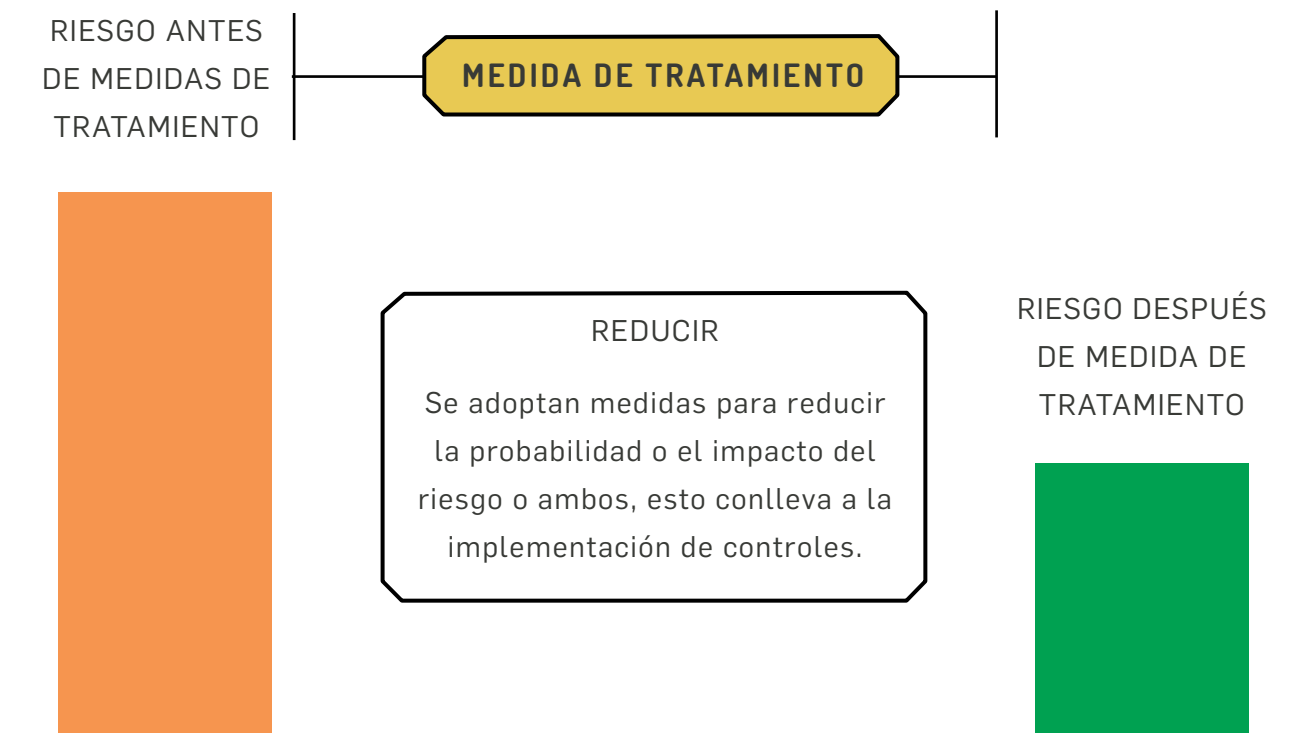 RIESGO ANTES
DE MEDIDAS DE
TRATAMIENTO
MEDIDA DE TRATAMIENTO
REDUCIR
Se adoptan medidas para reducir
la probabilidad o el impacto del
riesgo o ambos, esto conlleva a la
implementación de controles.
RIESGO DESPUÉS
DE MEDIDA DE
TRATAMIENTO